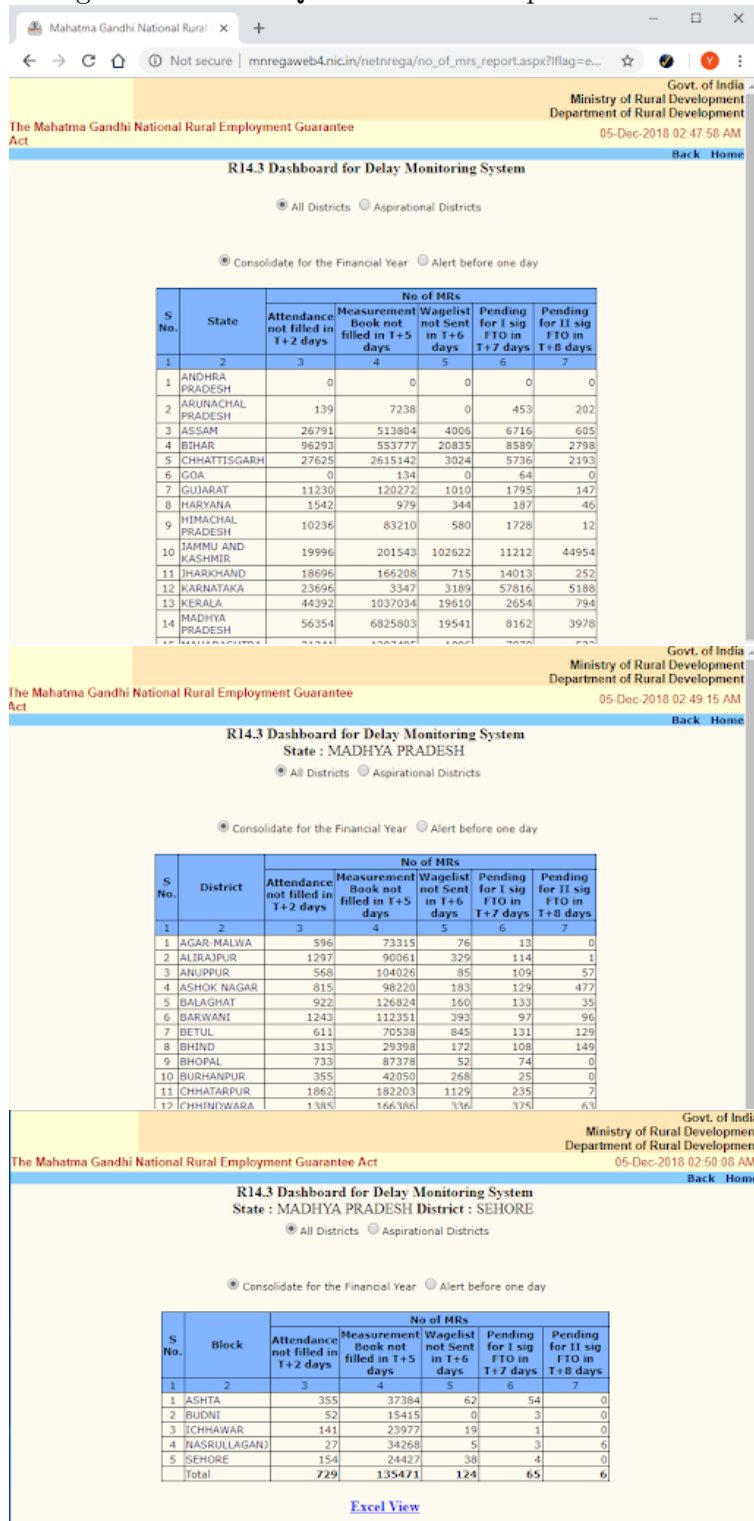 Mahatma Gandhi National Rural
Not secure | mnregaweb4.nic.in/netnrega/no_of_mrs_report.aspx?lflag=e...
Y
Govt. of India
Ministry of Rural Development
Department of Rural Development
The Mahatma Gandhi National Rural Employment Guarantee Act
05-Dec-2018 02:47:58 AM
Back Home
R14.3 Dashboard for Delay Monitoring System
All Districts Aspirational Districts
Consolidate for the Financial Year Alert before one day
No of MRs
S No. State Attendance not filled in T+2 days Measurement Book not filled in T+5 days Wagelist not Sent in T+6 days Pending for I sig FTO in T+7 days Pending for II sig FTO in T+8 days
1 2 3 4 5 6 7
1 ANDHRA PRADESH 0 0 0 0 0
2 ARUNACHAL PRADESH 139 7238 0 453 202
3 ASSAM 26791 513804 4006 6716 605
4 BIHAR 96293 553777 20835 8589 2798
5 CHHATTISGARH 27625 2615142 3024 5736 2193
6 GOA 0 134 0 64 0
7 GUJARAT 11230 120272 1010 1795 147
8 HARYANA 1542 979 344 187 46
9 HIMACHAL PRADESH 10236 83210 580 1728 12
10 JAMMU AND KASHMIR 19996 201543 102622 11212 44954
11 JHARKHAND 18696 166208 715 14013 252
12 KARNATAKA 23696 3347 3189 57816 5188
13 KERALA 44392 1037034 19610 2654 794
14 MADHYA PRADESH 56354 6825803 19541 8162 3978
Govt. of India
Ministry of Rural Development
Department of Rural Development
The Mahatma Gandhi National Rural Employment Guarantee Act
05-Dec-2018 02:49:15 AM
Back Home
R14.3 Dashboard for Delay Monitoring System
State : MADHYA PRADESH
All Districts Aspirational Districts
Consolidate for the Financial Year Alert before one day
No of MRs
S No. District Attendance not filled in T+2 days Measurement Book not filled in T+5 days Wagelist not Sent in T+6 days Pending for I sig FTO in T+7 days Pending for II sig FTO in T+8 days
1 2 3 4 5 6 7
1 AGAR-MALWA 596 73315 76 13 0
2 ALIRAJPUR 1297 90061 329 114 1
3 ANUPPUR 568 104026 85 109 57
4 ASHOK NAGAR 815 98220 183 129 477
5 BALAGHAT 922 126824 160 133 35
6 BARWANI 1243 112351 393 97 96
7 BETUL 611 70538 845 131 129
8 BHIND 313 29398 172 108 149
9 BHOPAL 733 87378 52 74 0
10 BURHANPUR 355 42050 268 25 0
11 CHHATARPUR 1862 182203 1129 235 7
12 CHHINDWARA 1385 166386 336 375 63
Govt. of Indi
Ministry of Rural Developmen
Department of Rural Developmen
The Mahatma Gandhi National Rural Employment Guarantee Act
05-Dec-2018 02:50:08 AM
Back Home
R14.3 Dashboard for Delay Monitoring System
State : MADHYA PRADESH District : SEHORE
All Districts Aspirational Districts
Consolidate for the Financial Year Alert before one day
No of MRs
S No. Block Attendance not filled in T+2 days Measurement Book not filled in T+5 days Wagelist not Sent in T+6 days Pending for I sig FTO in T+7 days Pending for II sig FTO in T+8 days
1 2 3 4 5 6 7
1 ASHTA 355 37384 62 54 0
2 BUDNI 52 15415 0 3 0
3 ICHHAWAR 141 23977 19 1 0
4 NASRULLAGANJ 27 34268 5 3 6
5 SEHORE 154 24427 38 4 0
Total 729 135471 124 65 6
Excel View